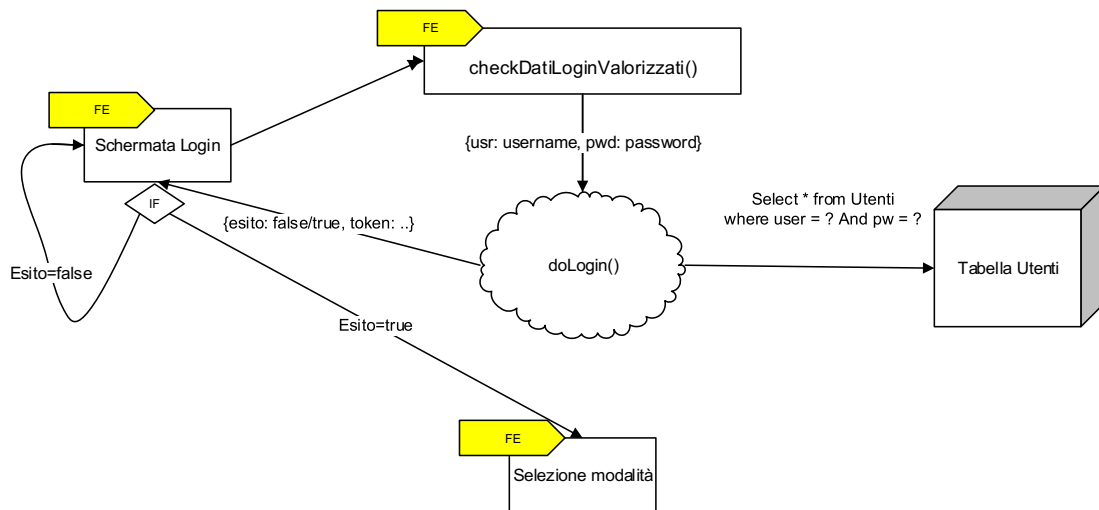 FE
checkDatiLoginValorizzati()
FE
Schermata Login
{usr: username, pwd: password}
IF
{esito: false/true, token: ..}
Select * from Utenti
where user = ? And pw = ?
doLogin()
Tabella Utenti
Esito=false
Esito=true
FE
Selezione modalità